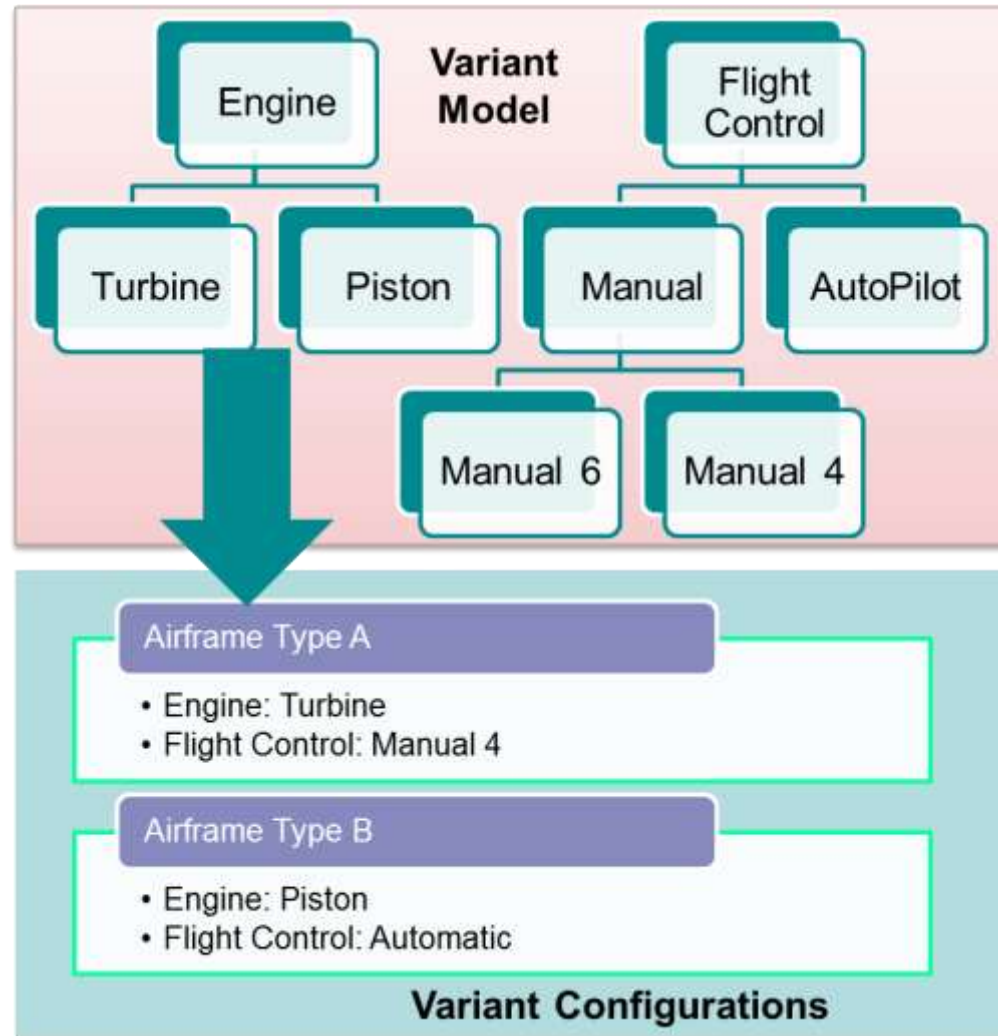 Variant
Model
Engine
Flight
Control
Turbine
Piston
Manual
AutoPilot
Manual 6
Manual 4
Airframe Type A
• Engine: Turbine
• Flight Control: Manual 4
Airframe Type B
• Engine: Piston
• Flight Control: Automatic
Variant Configurations